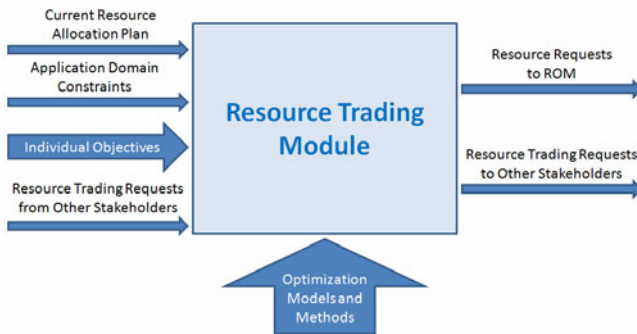 Current Resource
Allocation Plan
Application Domain
Constraints
Individual Objectives
Resource Trading Requests
from Other Stakeholders
Resource Trading
Module
Resource Requests
to ROM
Resource Trading Requests
to Other Stakeholders
Optimization
Models and
Methods